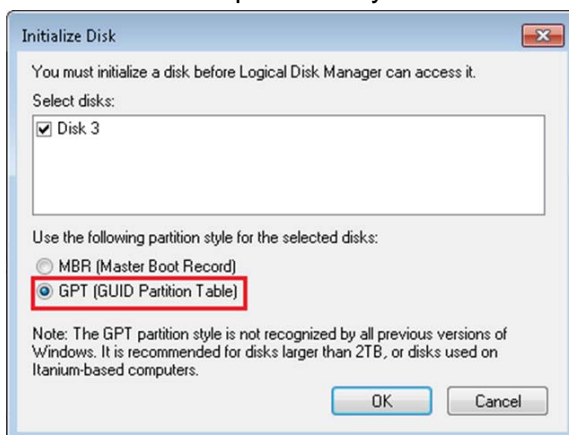 Initialize Disk
You must initialize a disk before Logical Disk Manager can access it.
Select disks:
Disk 3
Use the following partition style for the selected disks:
MBR (Master Boot Record)
GPT (GUID Partition Table)
Note: The GPT partition style is not recognized by all previous versions of
Windows. It is recommended for disks larger than 2TB, or disks used on
Itanium-based computers.
OK Cancel